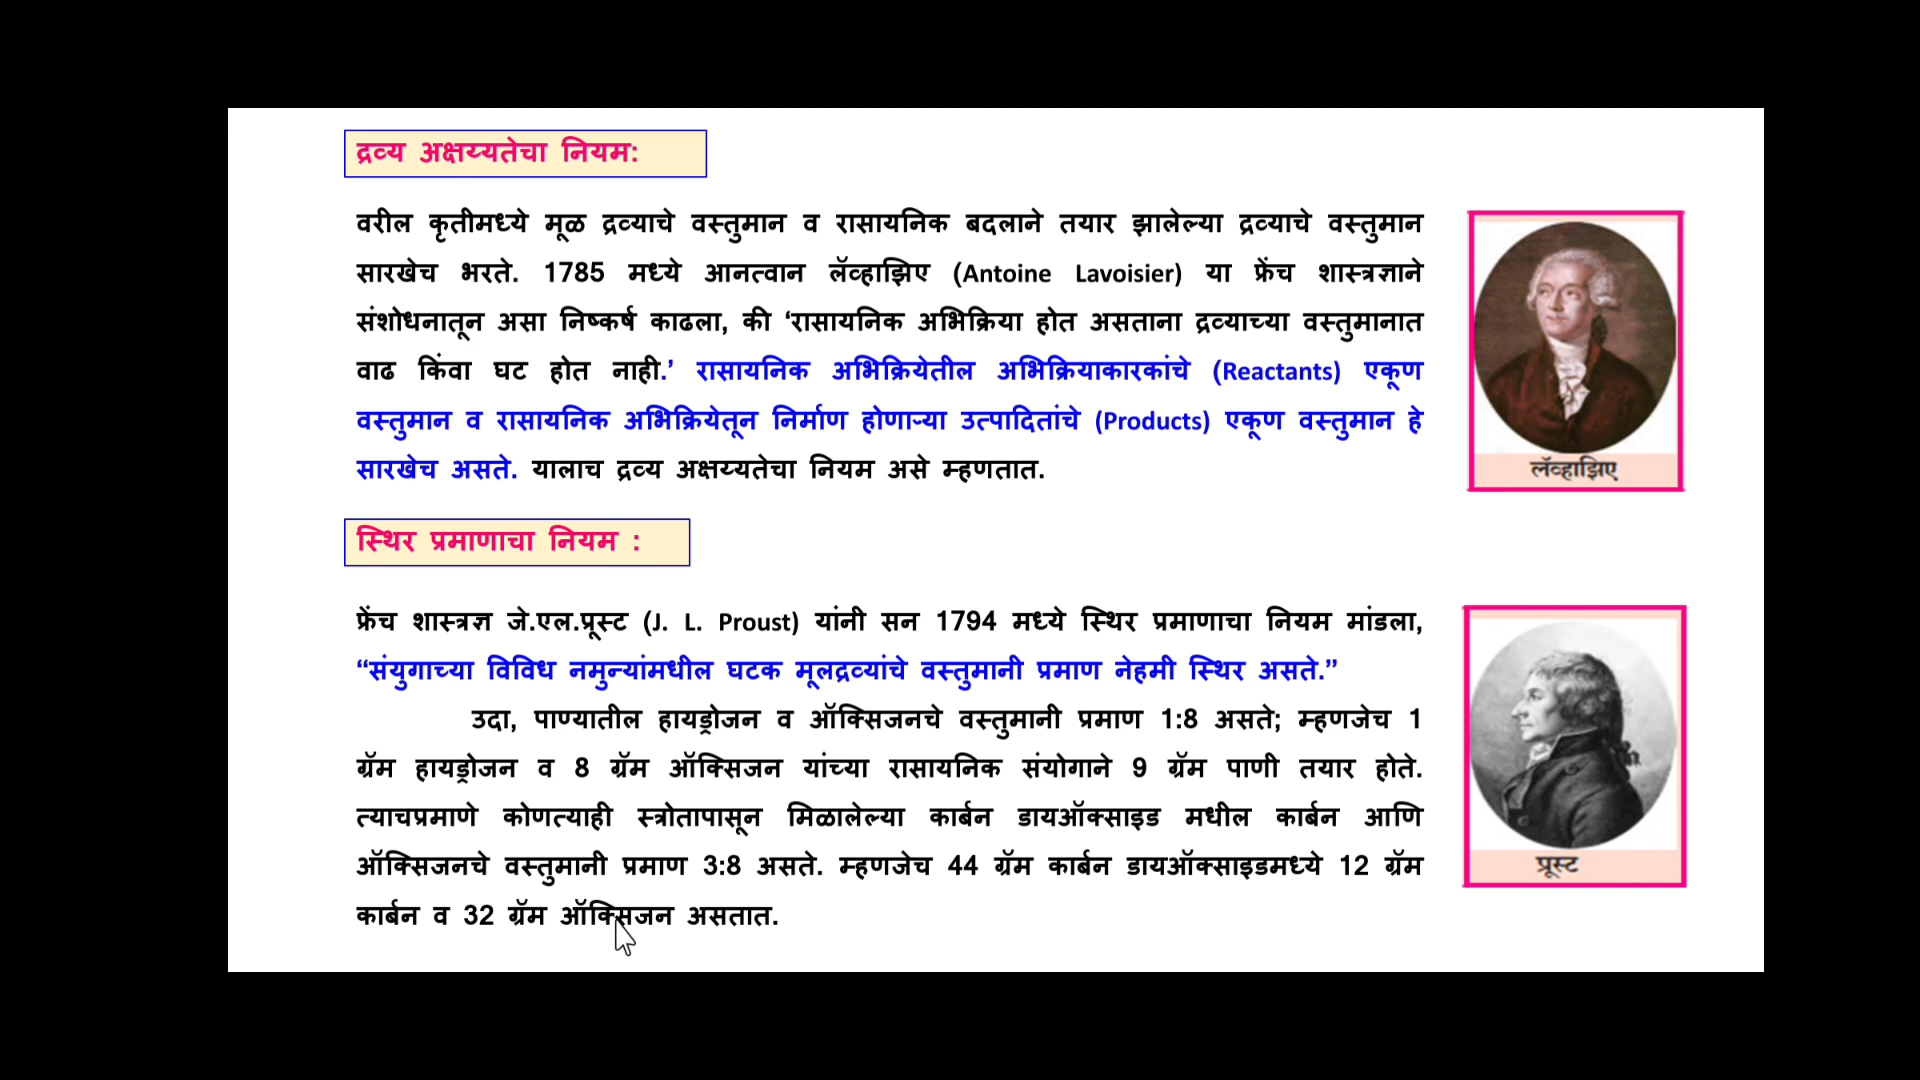 द्रव्य अक्षय्यतेचा नियम:
वरील कृतीमध्ये मूळ द्रव्याचे वस्तुमान व रासायनिक बदलाने तयार झालेल्या द्रव्याचे वस्तुमान
सारखेच भरते. 1785 मध्ये आनत्वान लॅव्हाझिए (Antoine Lavoisier) या फ्रेंच शास्त्रज्ञाने
संशोधनातून असा निष्कर्ष काढला, की ‘रासायनिक अभिक्रिया होत असताना द्रव्याच्या वस्तुमानात
वाढ किंवा घट होत नाही.’ रासायनिक अभिक्रियेतील अभिक्रियाकारकांचे (Reactants) एकूण
वस्तुमान व रासायनिक अभिक्रियेतून निर्माण होणाऱ्या उत्पादितांचे (Products) एकूण वस्तुमान हे
सारखेच असते. यालाच द्रव्य अक्षय्यतेचा नियम असे म्हणतात.
लॅव्हाझिए
स्थिर प्रमाणाचा नियम :
फ्रेंच शास्त्रज्ञ जे.एल.प्रूस्ट (J. L. Proust) यांनी सन 1794 मध्ये स्थिर प्रमाणाचा नियम मांडला,
“संयुगाच्या विविध नमुन्यांमधील घटक मूलद्रव्यांचे वस्तुमानी प्रमाण नेहमी स्थिर असते.”
उदा, पाण्यातील हायड्रोजन व ऑक्सिजनचे वस्तुमानी प्रमाण 1:8 असते; म्हणजेच 1
ग्रॅम हायड्रोजन व 8 ग्रॅम ऑक्सिजन यांच्या रासायनिक संयोगाने 9 ग्रॅम पाणी तयार होते.
त्याचप्रमाणे कोणत्याही स्त्रोतापासून मिळालेल्या कार्बन डायऑक्साइड मधील कार्बन आणि
ऑक्सिजनचे वस्तुमानी प्रमाण 3:8 असते. म्हणजेच 44 ग्रॅम कार्बन डायऑक्साइडमध्ये 12 ग्रॅम
कार्बन व 32 ग्रॅम ऑक्सिजन असतात.
प्रूस्ट